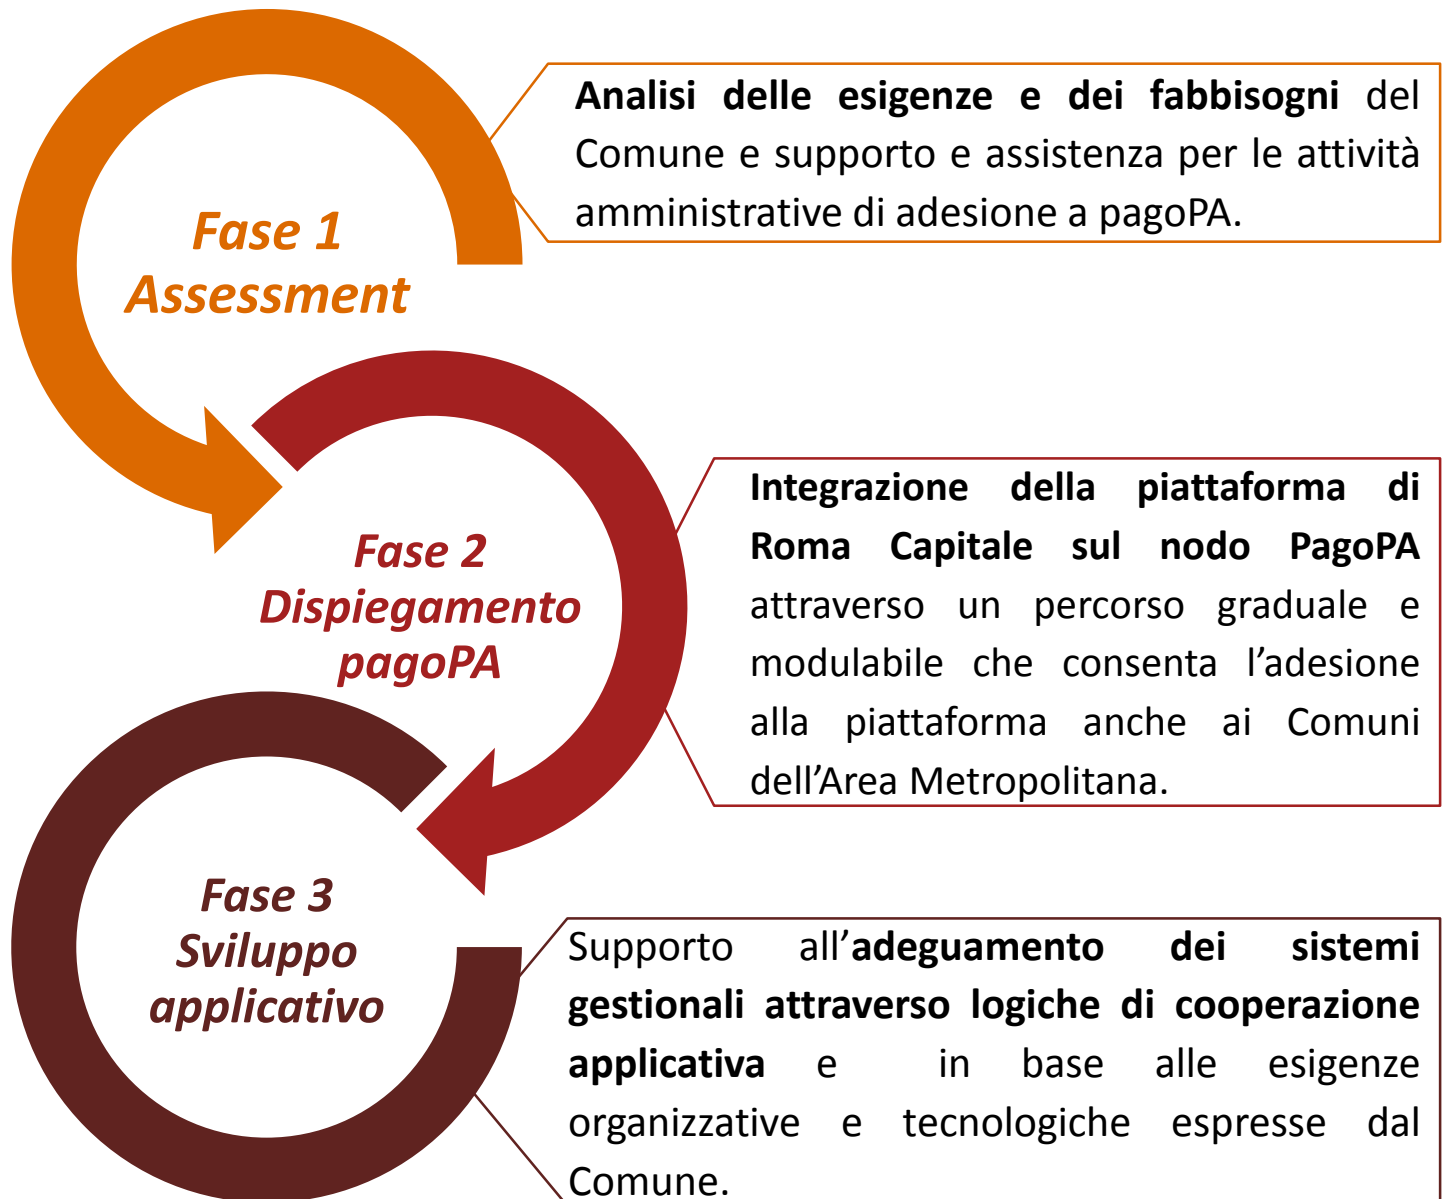 Fase 1
Assessment
Analisi delle esigenze e dei fabbisogni del
Comune e supporto e assistenza per le attività
amministrative di adesione a pagoPA.
Fase 2
Dispiegamento
pagoPA
Integrazione della piattaforma di
Roma Capitale sul nodo PagoPA
attraverso un percorso graduale e
modulabile che consenta l’adesione
alla piattaforma anche ai Comuni
dell’Area Metropolitana.
Fase 3
Sviluppo
applicativo
Supporto all’adeguamento dei sistemi
gestionali attraverso logiche di cooperazione
applicativa e in base alle esigenze
organizzative e tecnologiche espresse dal
Comune.